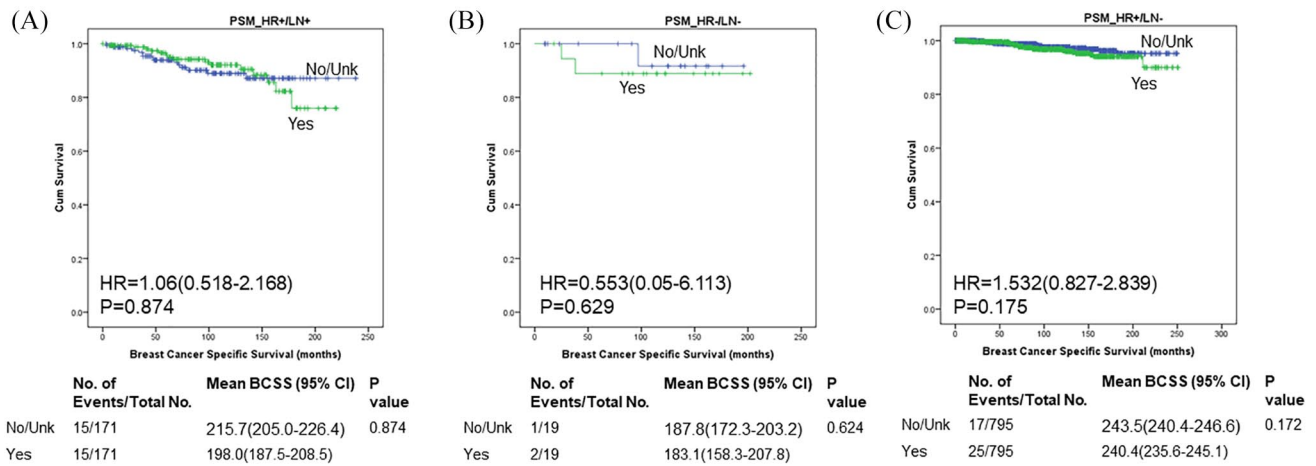 (A)
PSM_HR+/LN+
Cum Survival
1.0
0.8
0.6
0.4
0.2
0.0
No/Unk
Yes
HR=1.06(0.518-2.168)
P=0.874
0 50 100 150 200 250
Breast Cancer Specific Survival (months)
No. of Mean BCSS (95% CI) P
Events/Total No. value
No/Unk 15/171 215.7(205.0-226.4) 0.874
Yes 15/171 198.0(187.5-208.5)
(B)
PSM_HR-/LN-
Cum Survival
1.0
0.8
0.6
0.4
0.2
0.0
No/Unk
Yes
HR=0.553(0.05-6.113)
P=0.629
0 50 100 150 200 250
Breast Cancer Specific Survival (months)
No. of Mean BCSS (95% CI) P
Events/Total No. value
No/Unk 1/19 187.8(172.3-203.2) 0.624
Yes 2/19 183.1(158.3-207.8)
(C)
PSM_HR+/LN-
Cum Survival
1.0
0.8
0.6
0.4
0.2
0.0
No/Unk
Yes
HR=1.532(0.827-2.839)
P=0.175
0 50 100 150 200 250 300
Breast Cancer Specific Survival (months)
No. of Mean BCSS (95% CI) P
Events/Total No. value
No/Unk 17/795 243.5(240.4-246.6) 0.172
Yes 25/795 240.4(235.6-245.1)